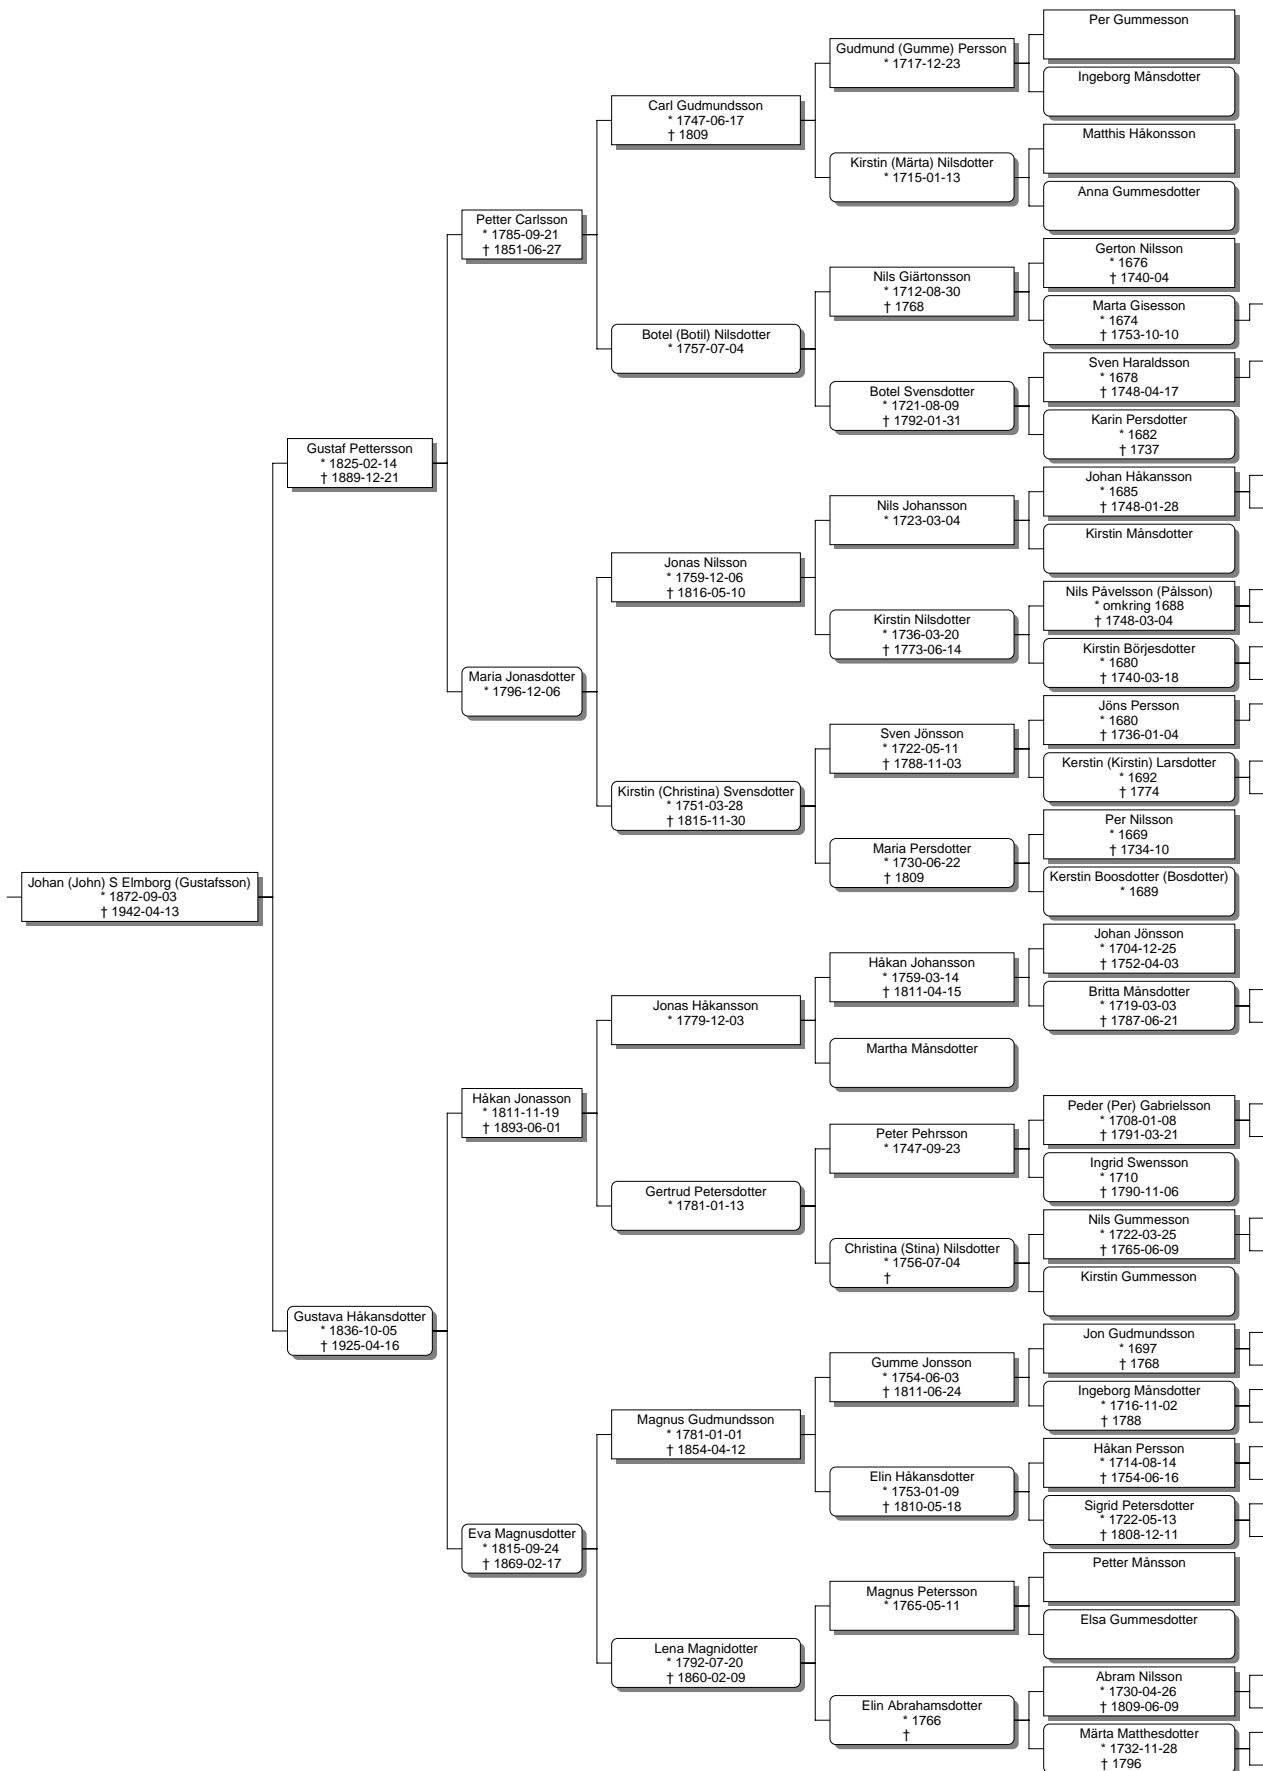 Johan (John) S Elmborg (Gustafsson)
* 1872-09-03
† 1942-04-13
Gustaf Pettersson
* 1825-02-14
† 1889-12-21
Gustava Håkansdotter
* 1836-10-05
† 1925-04-16
Petter Carlsson
* 1785-09-21
† 1851-06-27
Maria Jonasdotter
* 1796-12-06
Håkan Jonasson
* 1811-11-19
† 1893-06-01
Eva Magnusdotter
* 1815-09-24
† 1869-02-17
Carl Gudmundsson
* 1747-06-17
† 1809
Botel (Botil) Nilsdotter
* 1757-07-04
Jonas Nilsson
* 1759-12-06
† 1816-05-10
Kirstin (Christina) Svensdotter
* 1751-03-28
† 1815-11-30
Jonas Håkansson
* 1779-12-03
Gertrud Petersdotter
* 1781-01-13
Magnus Gudmundsson
* 1781-01-01
† 1854-04-12
Lena Magnidotter
* 1792-07-20
† 1860-02-09
Gudmund (Gumme) Persson
* 1717-12-23
Kirstin (Märta) Nilsdotter
* 1715-01-13
Nils Giärtonsson
* 1712-08-30
† 1768
Botel Svensdotter
* 1721-08-09
† 1792-01-31
Nils Johansson
* 1723-03-04
Kirstin Nilsdotter
* 1736-03-20
† 1773-06-14
Sven Jönsson
* 1722-05-11
† 1788-11-03
Maria Persdotter
* 1730-06-22
† 1809
Håkan Johansson
* 1759-03-14
† 1811-04-15
Martha Månsdotter
Peter Pehrsson
* 1747-09-23
Christina (Stina) Nilsdotter
* 1756-07-04
†
Gumme Jonsson
* 1754-06-03
† 1811-06-24
Elin Håkansdotter
* 1753-01-09
† 1810-05-18
Magnus Petersson
* 1765-05-11
Elin Abrahamsdotter
* 1766
†
Per Gummesson
Ingeborg Månsdotter
Matthis Håkonsson
Anna Gummesdotter
Gerton Nilsson
* 1676
† 1740-04
Marta Gisesson
* 1674
† 1753-10-10
Sven Haraldsson
* 1678
† 1748-04-17
Karin Persdotter
* 1682
† 1737
Johan Håkansson
* 1685
† 1748-01-28
Kirstin Månsdotter
Nils Påvelsson (Pålsson)
* omkring 1688
† 1748-03-04
Kirstin Börjesdotter
* 1680
† 1740-03-18
Jöns Persson
* 1680
† 1736-01-04
Kerstin (Kirstin) Larsdotter
* 1692
† 1774
Per Nilsson
* 1669
† 1734-10
Kerstin Boosdotter (Bosdotter)
* 1689
Johan Jönsson
* 1704-12-25
† 1752-04-03
Britta Månsdotter
* 1719-03-03
† 1787-06-21
Peder (Per) Gabrielsson
* 1708-01-08
† 1791-03-21
Ingrid Swensson
* 1710
† 1790-11-06
Nils Gummesson
* 1722-03-25
† 1765-06-09
Kirstin Gummesson
Jon Gudmundsson
* 1697
† 1768
Ingeborg Månsdotter
* 1716-11-02
† 1788
Håkan Persson
* 1714-08-14
† 1754-06-16
Sigrid Petersdotter
* 1722-05-13
† 1808-12-11
Petter Månsson
Elsa Gummesdotter
Abram Nilsson
* 1730-04-26
† 1809-06-09
Märta Matthesdotter
* 1732-11-28
† 1796